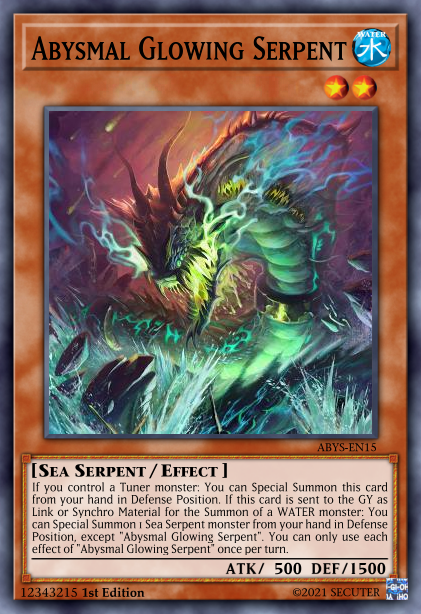 ABYSMAL GLOWING SERPENT
WATER
水
ABYS-EN15
[SEA SERPENT / EFFECT ]
If you control a Tuner monster: You can Special Summon this card
from your hand in Defense Position. If this card is sent to the GY as
Link or Synchro Material for the Summon of a WATER monster: You
can Special Summon 1 Sea Serpent monster from your hand in Defense
Position, except "Abysmal Glowing Serpent". You can only use each
effect of "Abysmal Glowing Serpent" once per turn.
ATK/ 500 DEF/1500
12343215 1st Edition
©2021 SECUTER